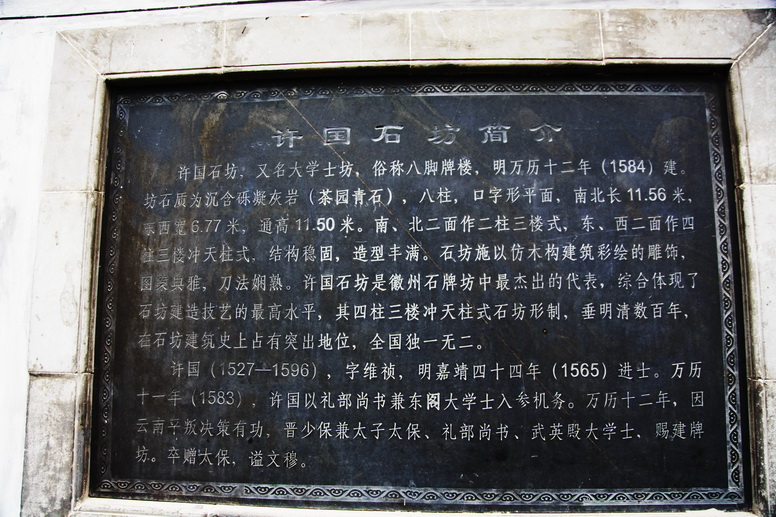 许国石坊简介
许国石坊，又名大学士坊，俗称八脚牌楼，明万历十二年（1584）建。
坊石质为沉含砾凝灰岩（茶园青石），八柱，口字形平面，南北长11.56米，
东西宽6.77米，通高11.50米。南、北二面作二柱三楼式，东、西二面作四
柱三楼冲天柱式，结构稳固，造型丰满。石坊施以仿木构建筑彩绘的雕饰，
图案典雅，刀法娴熟。许国石坊是徽州石牌坊中最杰出的代表，综合体现了
石坊建造技艺的最高水平，其四柱三楼冲天柱式石坊形制，垂明清数百年，
在石坊建筑史上占有突出地位，全国独一无二。
许国（1527—1596），字维祯，明嘉靖四十四年（1565）进士。万历
十一年（1583），许国以礼部尚书兼东阁大学士入参机务。万历十二年，因
云南平叛决策有功，晋少保兼太子太保、礼部尚书、武英殿大学士，赐建牌
坊。卒赠太保，谥文穆。